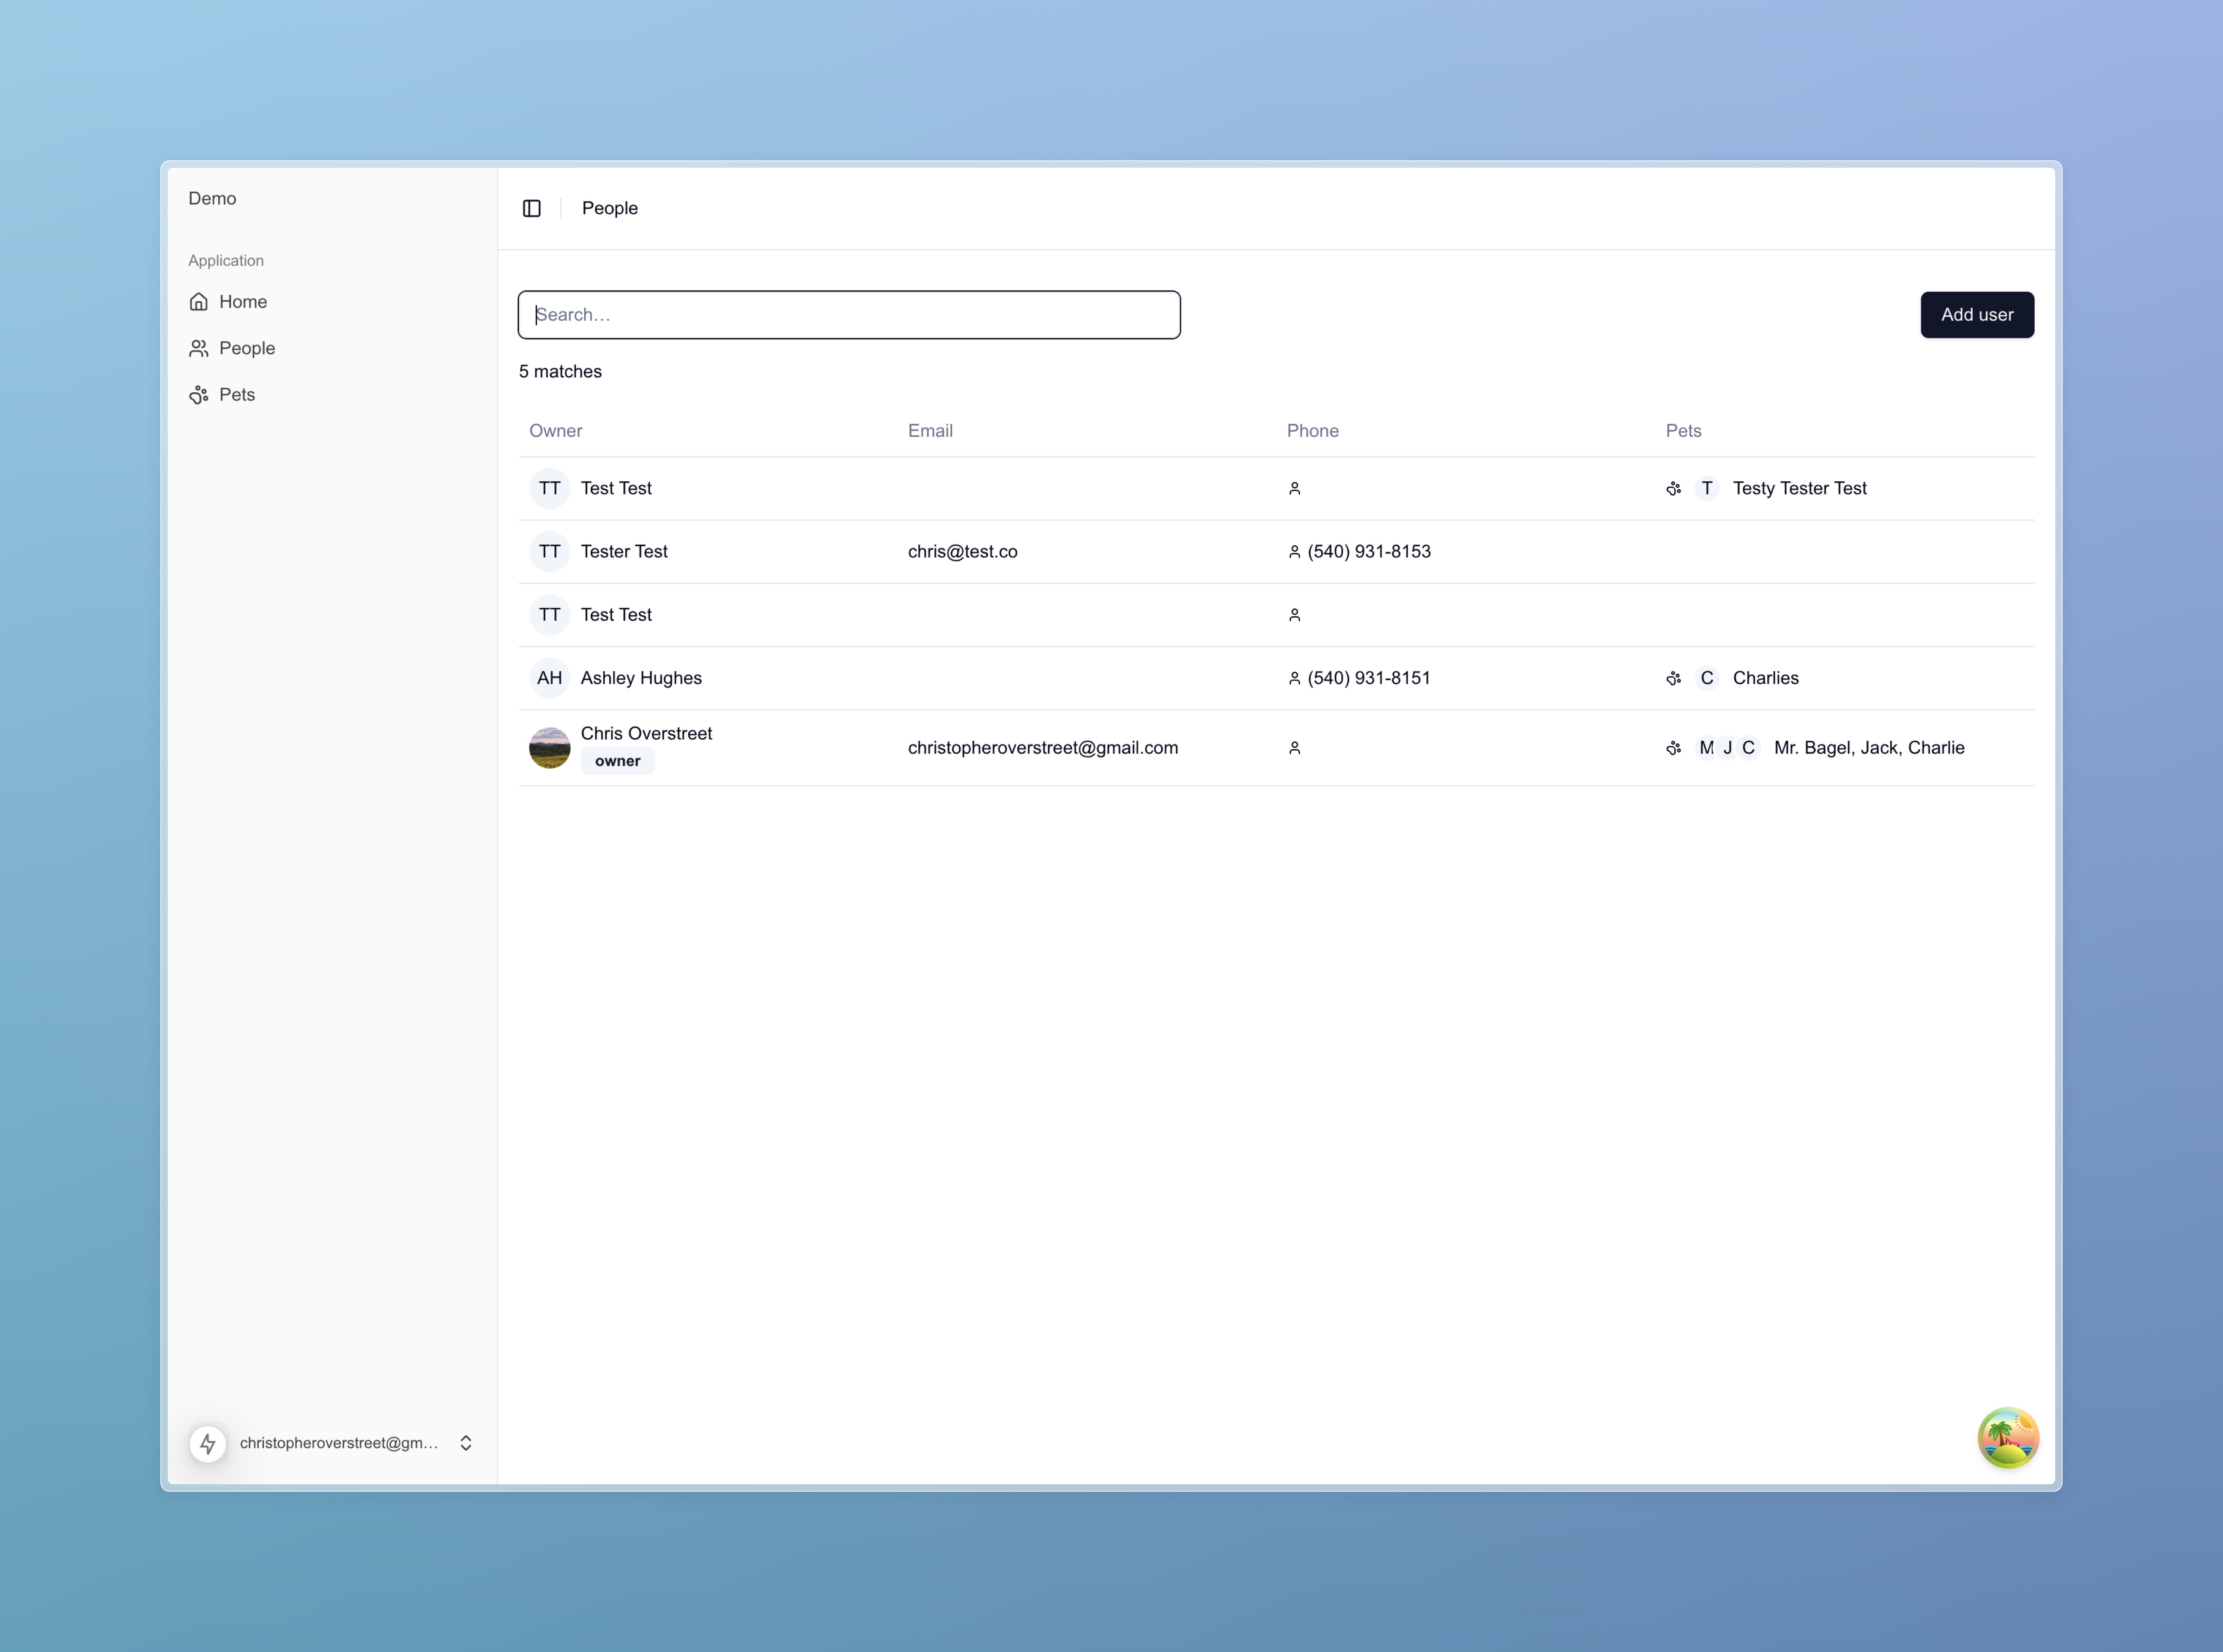 Demo
Application
Home
People
Pets
christopheroverstreet@gm...
People
Search...
Add user
5 matches
Owner Email Phone Pets
TT Test Test T Testy Tester Test
TT Tester Test chris@test.co (540) 931-8153
TT Test Test
AH Ashley Hughes (540) 931-8151 C Charlies
Chris Overstreet
owner
christopheroverstreet@gmail.com M J C Mr. Bagel, Jack, Charlie